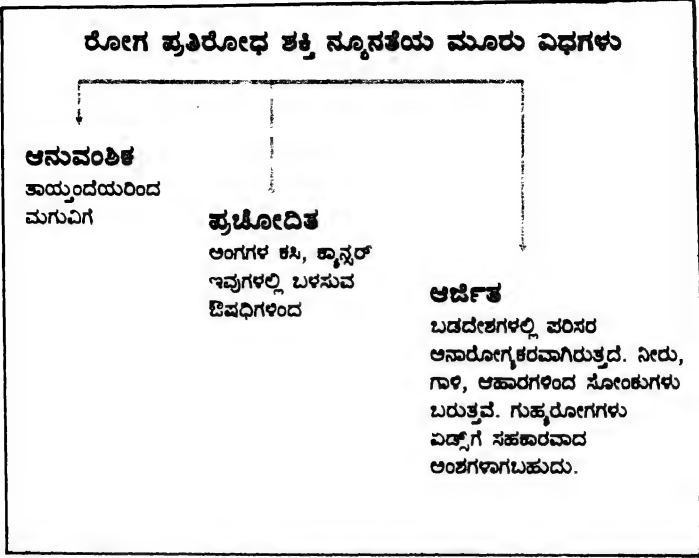 ರೋಗ ಪ್ರತಿರೋಧ ಶಕ್ತಿ ನ್ಯೂನತೆಯ ಮೂರು ವಿಧಗಳು
ಆನುವಂಶಿಕ
ತಾಯ್ತಂದೆಯರಿಂದ
ಮಗುವಿಗೆ
ಪ್ರಚೋದಿತ
ಅಂಗಗಳ ಕಸಿ, ಕ್ಯಾನ್ಸರ್
ಇವುಗಳಲ್ಲಿ ಬಳಸುವ
ಔಷಧಿಗಳಿಂದ
ಆರ್ಜಿತ
ಬಡದೇಶಗಳಲ್ಲಿ ಪರಿಸರ
ಅನಾರೋಗ್ಯಕರವಾಗಿರುತ್ತದೆ. ನೀರು,
ಗಾಳಿ, ಆಹಾರಗಳಿಂದ ಸೋಂಕುಗಳು
ಬರುತ್ತವೆ. ಗುಹ್ಯರೋಗಗಳು
ಏಡ್ಸ್‌ಗೆ ಸಹಕಾರವಾದ
ಅಂಶಗಳಾಗಬಹುದು.